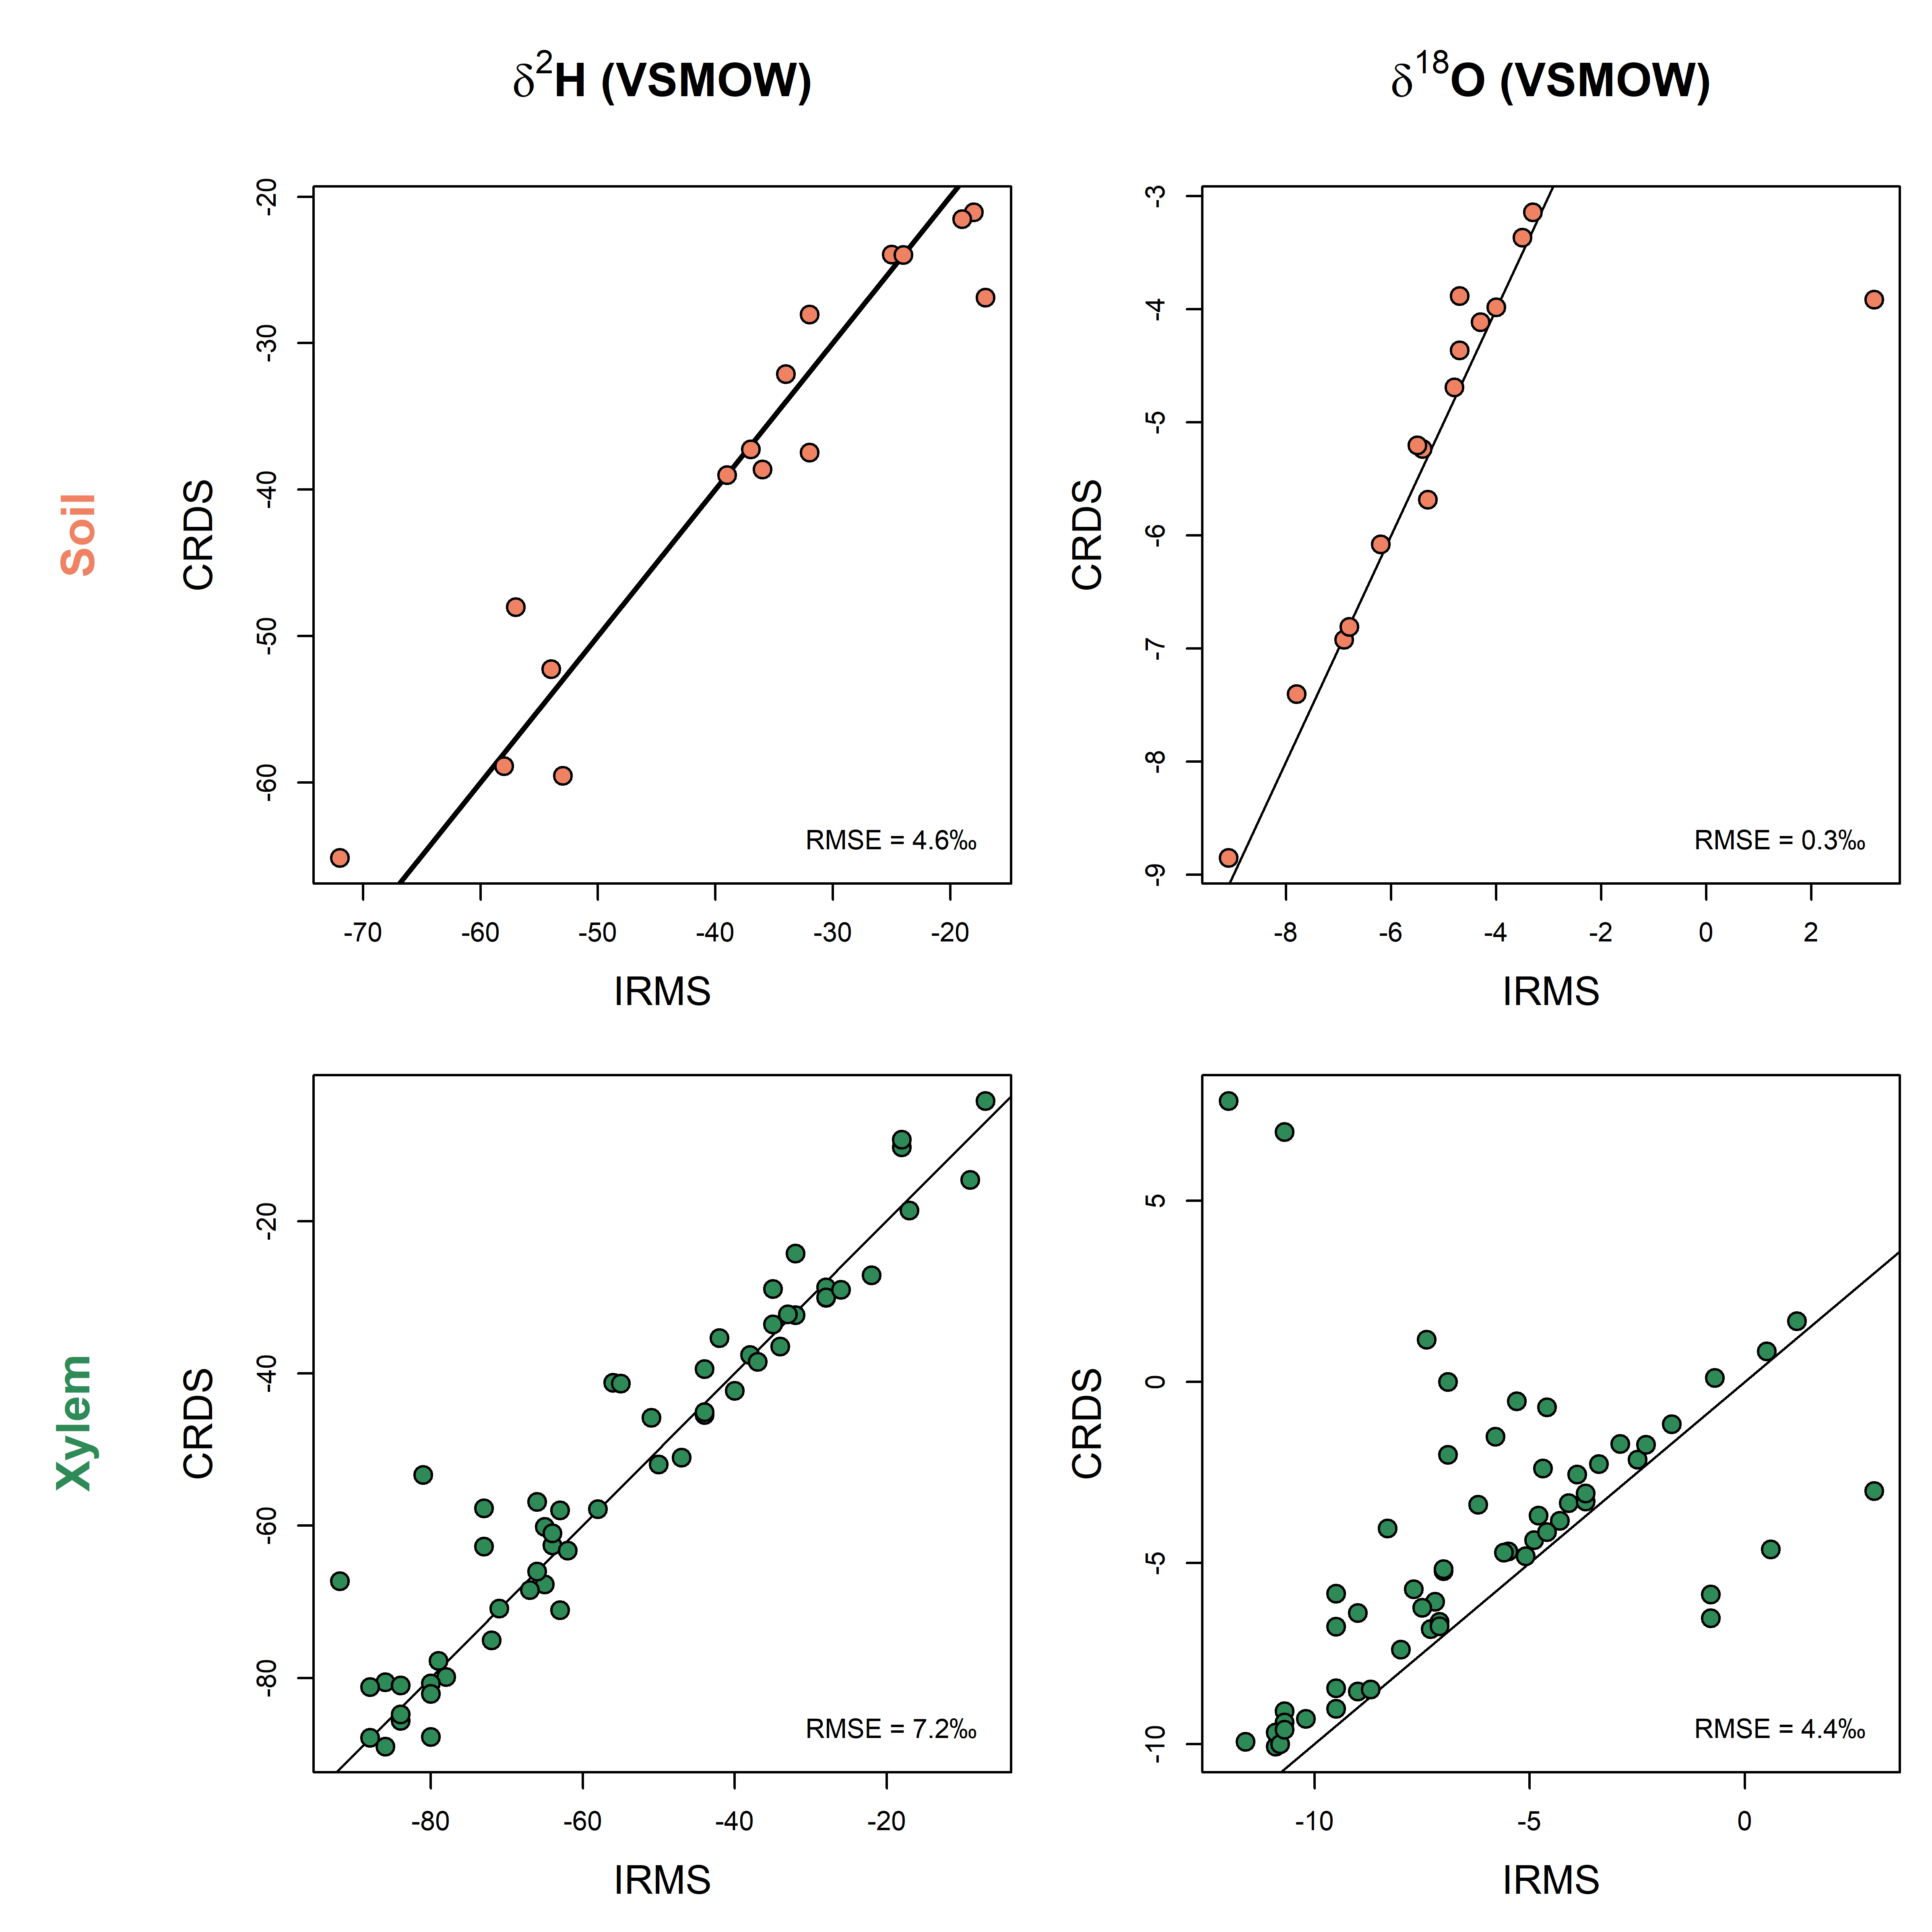 δ²H (VSMOW)
δ¹⁸O (VSMOW)
Soil
CRDS
-20
-30
-40
-50
-60
RMSE = 4.6‰
-70 -60 -50 -40 -30 -20
IRMS
CRDS
-3
-4
-5
-6
-7
-8
-9
RMSE = 0.3‰
-8 -6 -4 -2 0 2
IRMS
Xylem
CRDS
-20
-40
-60
-80
RMSE = 7.2‰
-80 -60 -40 -20
IRMS
CRDS
5
0
-5
-10
RMSE = 4.4‰
-10 -5 0
IRMS